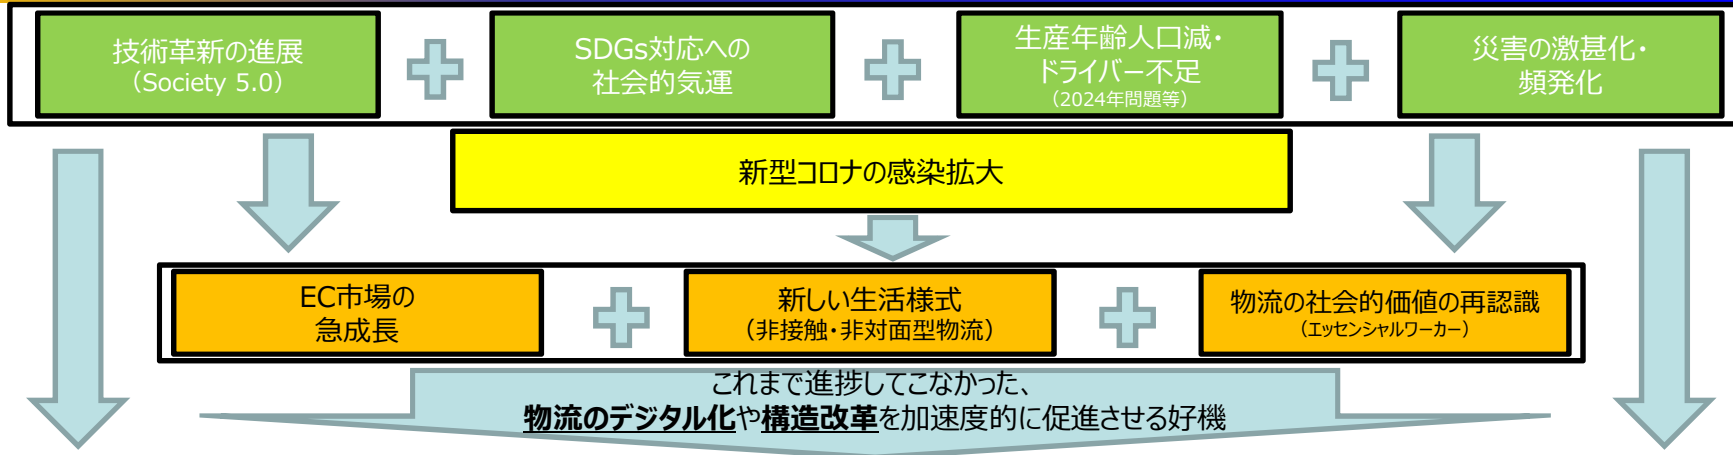 技術革新の進展
（Society 5.0）
SDGs対応への
社会的気運
生産年齢人口減・
ドライバー不足
（2024年問題等）
災害の激甚化・
頻発化
新型コロナの感染拡大
EC市場の
急成長
新しい生活様式
（非接触・非対面型物流）
物流の社会的価値の再認識
（エッセンシャルワーカー）
これまで進捗してこなかった、
物流のデジタル化や構造改革を加速度的に促進させる好機